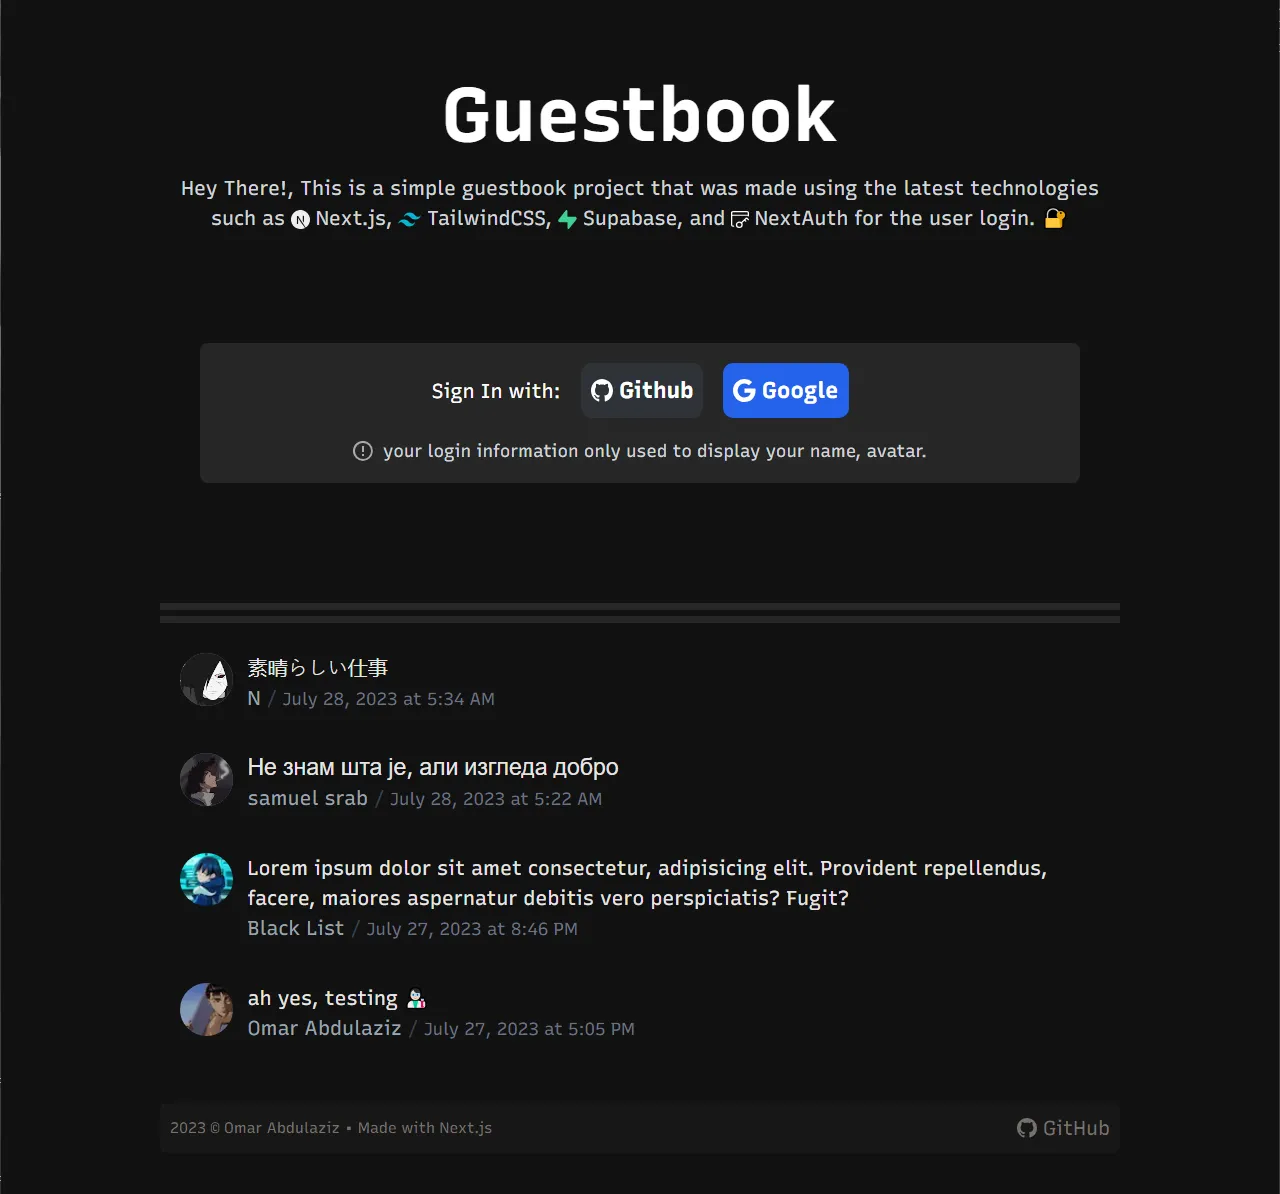 Guestbook
Hey There!, This is a simple guestbook project that was made using the latest technologies
such as N Next.js, TailwindCSS, Supabase, and NextAuth for the user login. 🔐
Sign In with: Github Google
your login information only used to display your name, avatar.
素晴らしい仕事
N / July 28, 2023 at 5:34 AM
Не знам шта је, али изгледа добро
samuel srab / July 28, 2023 at 5:22 AM
Lorem ipsum dolor sit amet consectetur, adipisicing elit. Provident repellendus,
facere, maiores aspernatur debitis vero perspiciatis? Fugit?
Black List / July 27, 2023 at 8:46 PM
ah yes, testing
Omar Abdulaziz / July 27, 2023 at 5:05 PM
2023 © Omar Abdulaziz • Made with Next.js GitHub